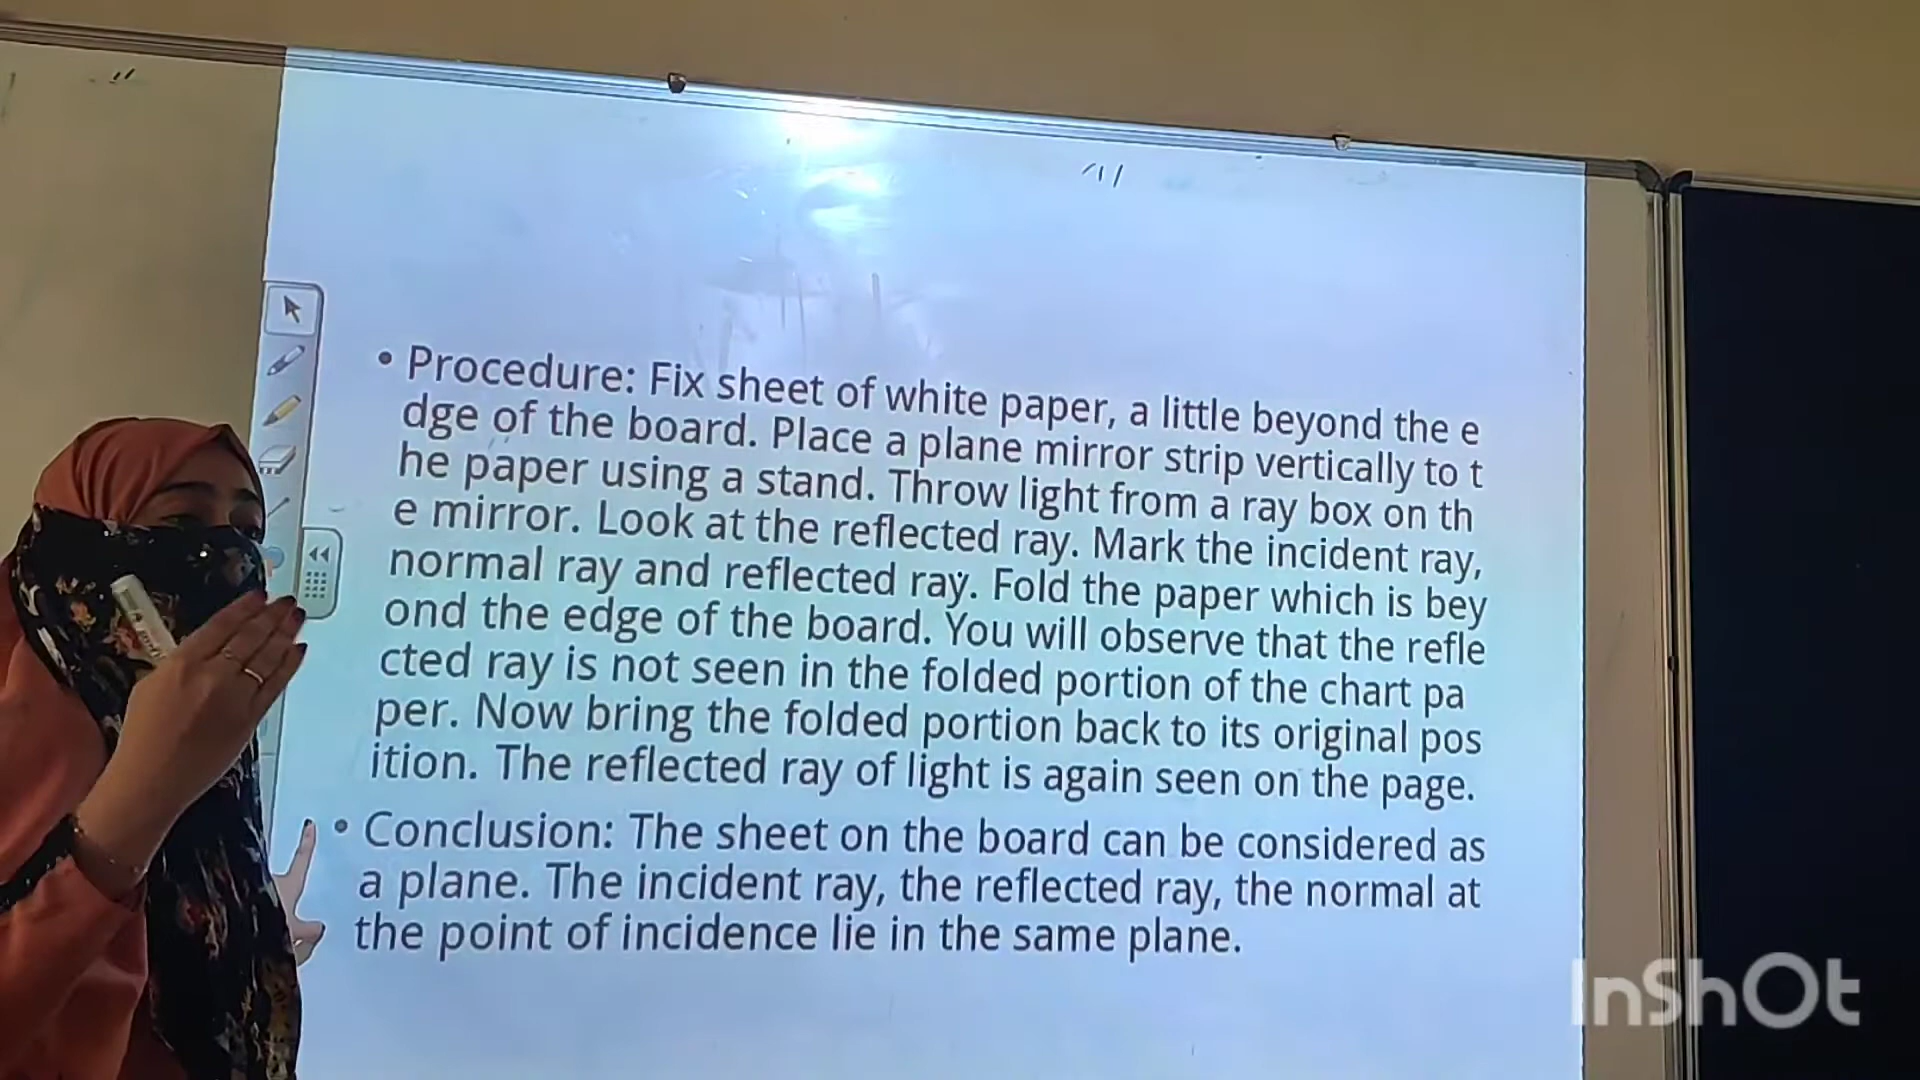 • Procedure: Fix sheet of white paper, a little beyond the e
dge of the board. Place a plane mirror strip vertically to t
he paper using a stand. Throw light from a ray box on th
e mirror. Look at the reflected ray. Mark the incident ray,
normal ray and reflected ray. Fold the paper which is bey
ond the edge of the board. You will observe that the refle
cted ray is not seen in the folded portion of the chart pa
per. Now bring the folded portion back to its original pos
ition. The reflected ray of light is again seen on the page.
• Conclusion: The sheet on the board can be considered as
a plane. The incident ray, the reflected ray, the normal at
the point of incidence lie in the same plane.
InShOt